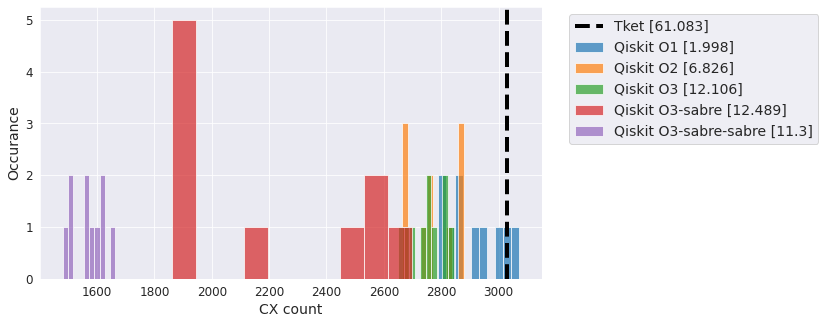 5
4
3
2
1
0
Occurance
1600 1800 2000 2200 2400 2600 2800 3000
CX count
Tket [61.083]
Qiskit O1 [1.998]
Qiskit O2 [6.826]
Qiskit O3 [12.106]
Qiskit O3-sabre [12.489]
Qiskit O3-sabre-sabre [11.3]